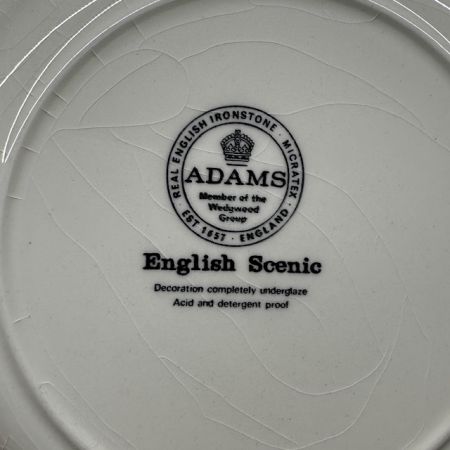 REAL ENGLISH IRONSTONE · MICRATEX
ADAMS
Member of the
Wedgwood
Group
EST 1657 · ENGLAND
English Scenic
Decoration completely underglaze
Acid and detergent proof